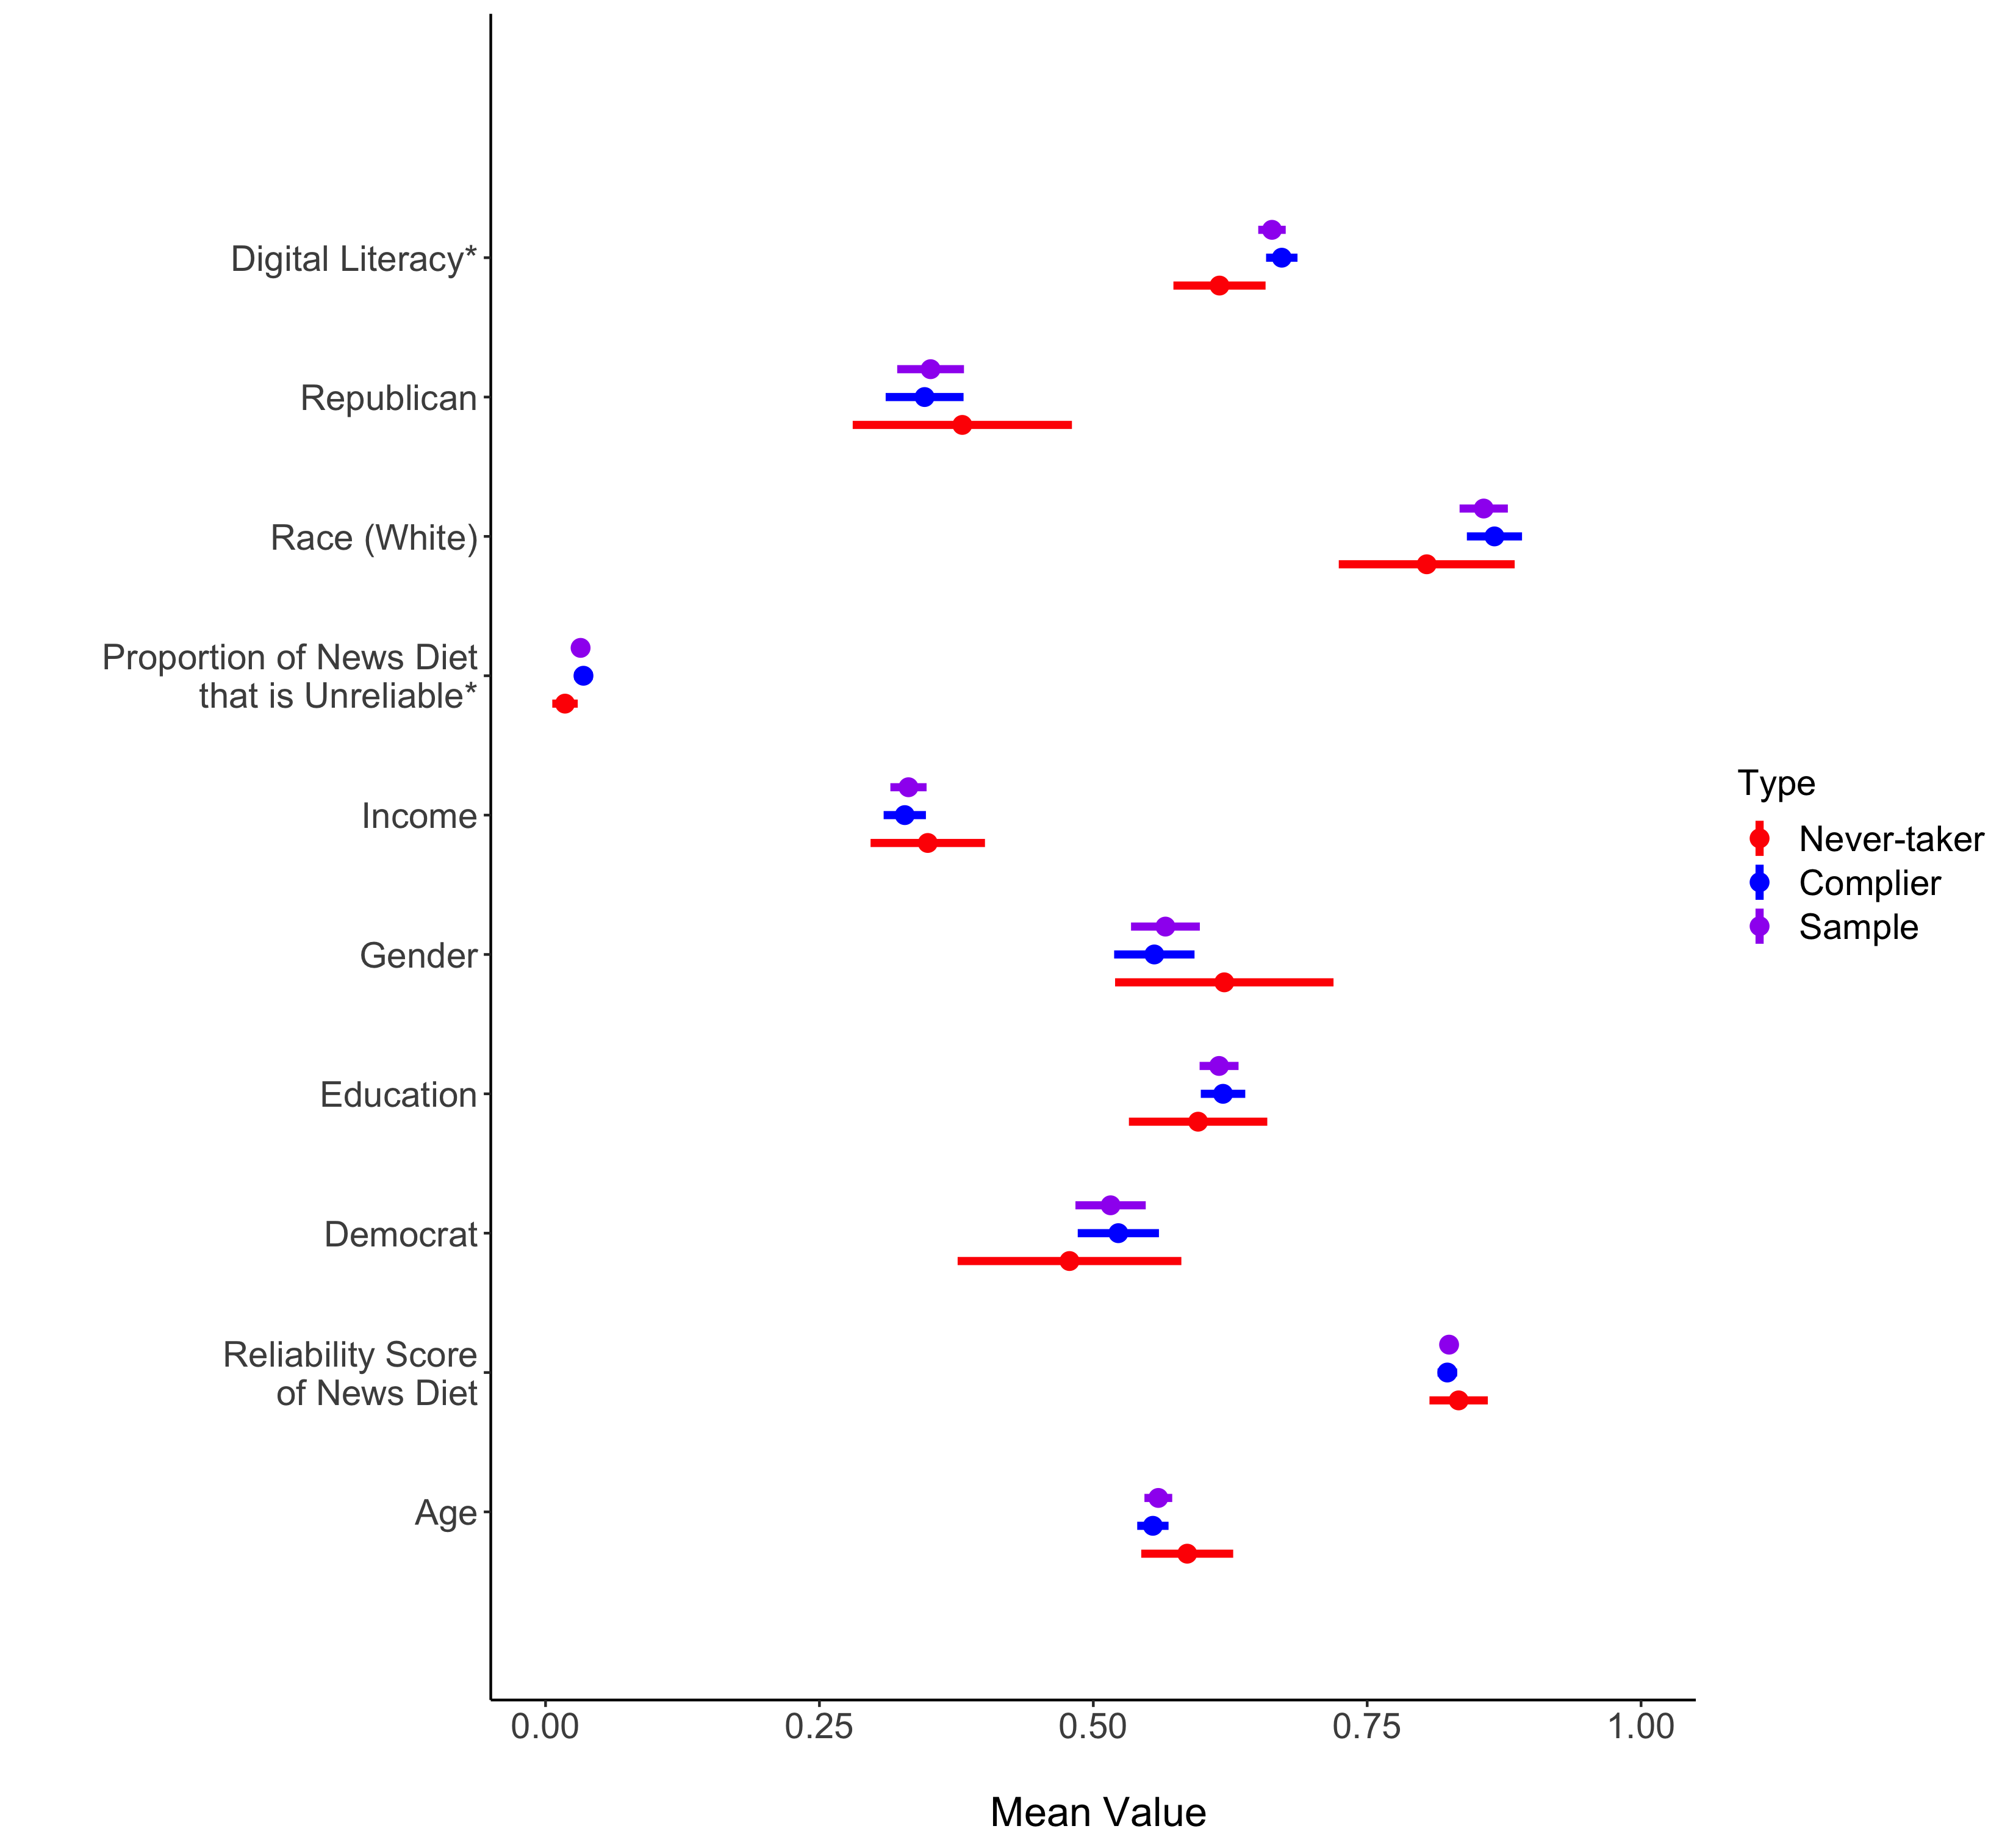 Digital Literacy*
Republican
Race (White)
Proportion of News Diet
that is Unreliable*
Income
Gender
Education
Democrat
Reliability Score
of News Diet
Age
0.00 0.25 0.50 0.75 1.00
Mean Value
Type
Never-taker
Complier
Sample